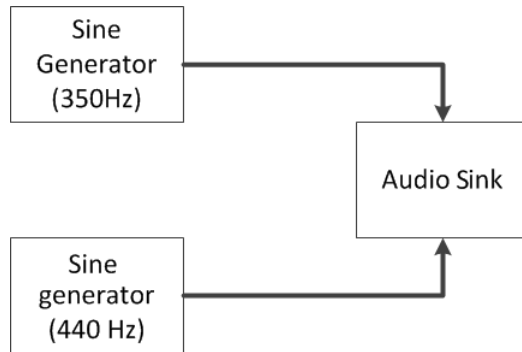 Sine
Generator
(350Hz)
Audio Sink
Sine
generator
(440 Hz)